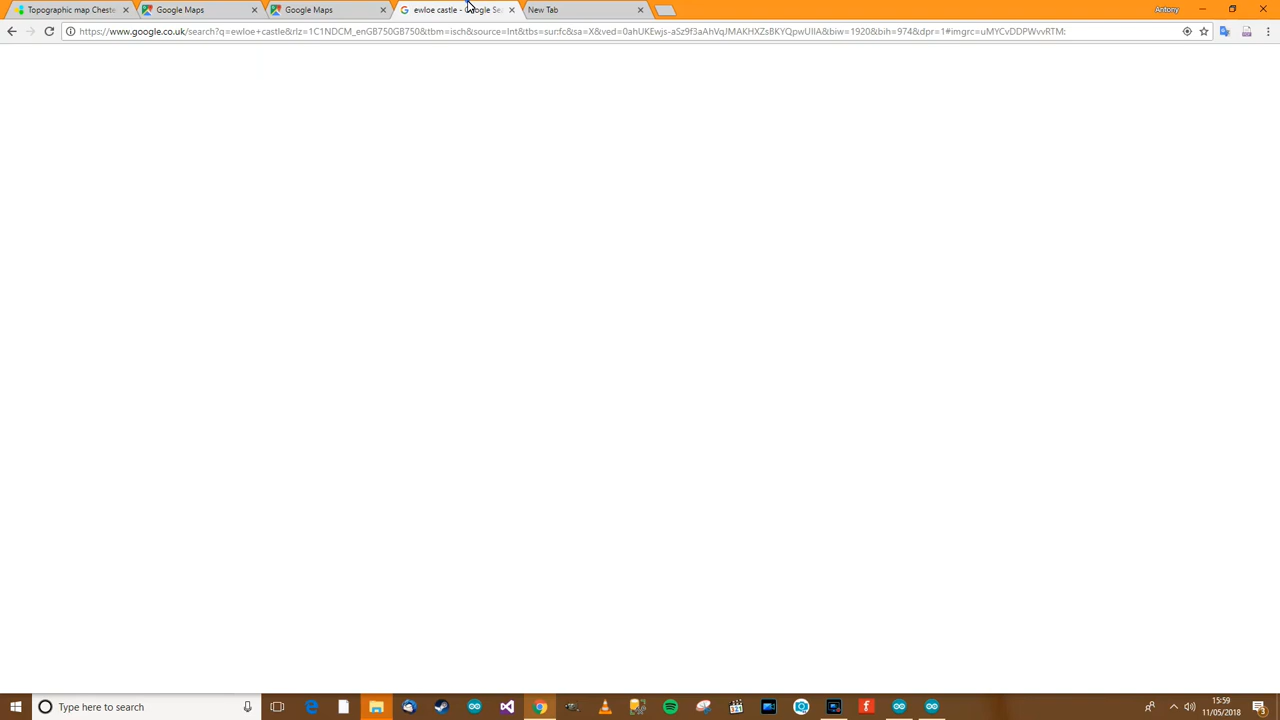 Topographic map Cheste
Google Maps
Google Maps
ewloe castle - Google Se
New Tab
Antony
https://www.google.co.uk/search?q=ewloe+castle&rlz=1C1NDCM_enGB750GB750&tbm=isch&source=lnt&tbs=sur:fc&sa=X&ved=0ahUKEwjs-aSz9f3aAhVqJMAKHXZsBKYQpwUIIA&biw=1920&bih=974&dpr=1#imgrc=uMYCvDDPWvvRTM:
Type here to search
15:59
11/05/2018
3